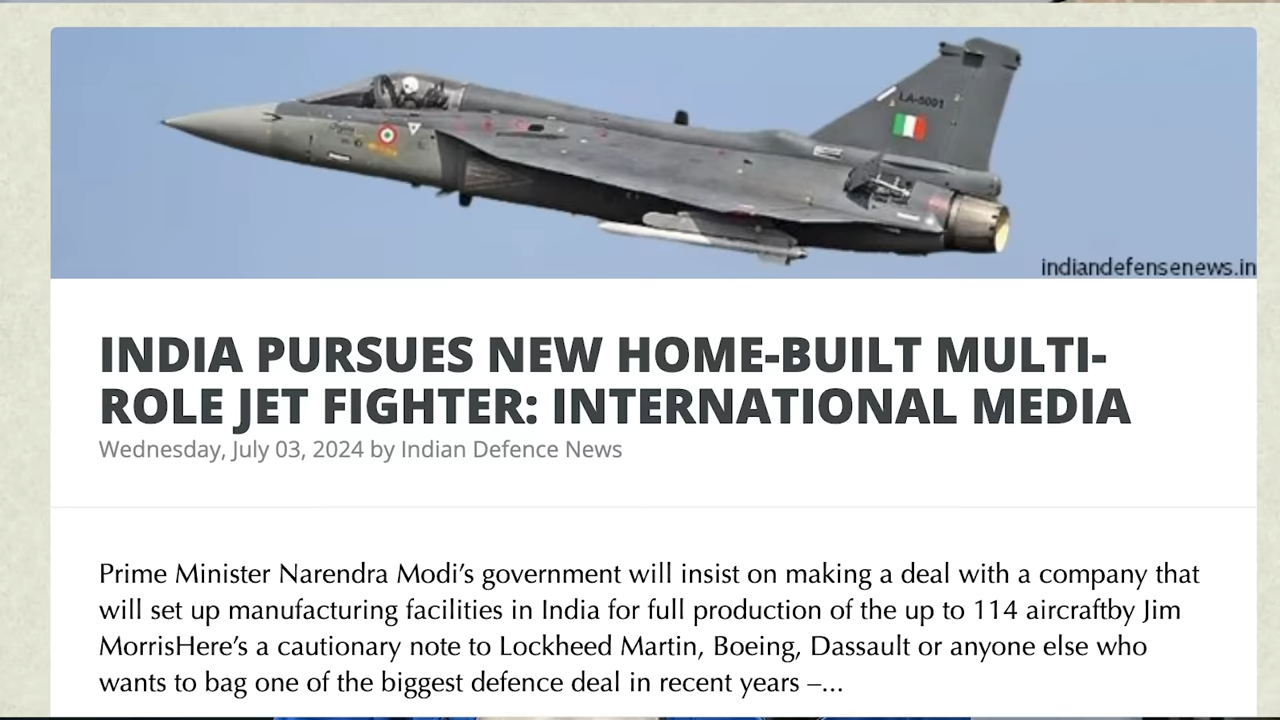 LA-5001
indiandefensenews.in
INDIA PURSUES NEW HOME-BUILT MULTI-
ROLE JET FIGHTER: INTERNATIONAL MEDIA
Wednesday, July 03, 2024 by Indian Defence News
Prime Minister Narendra Modi’s government will insist on making a deal with a company that
will set up manufacturing facilities in India for full production of the up to 114 aircraftby Jim
MorrisHere’s a cautionary note to Lockheed Martin, Boeing, Dassault or anyone else who
wants to bag one of the biggest defence deal in recent years –...